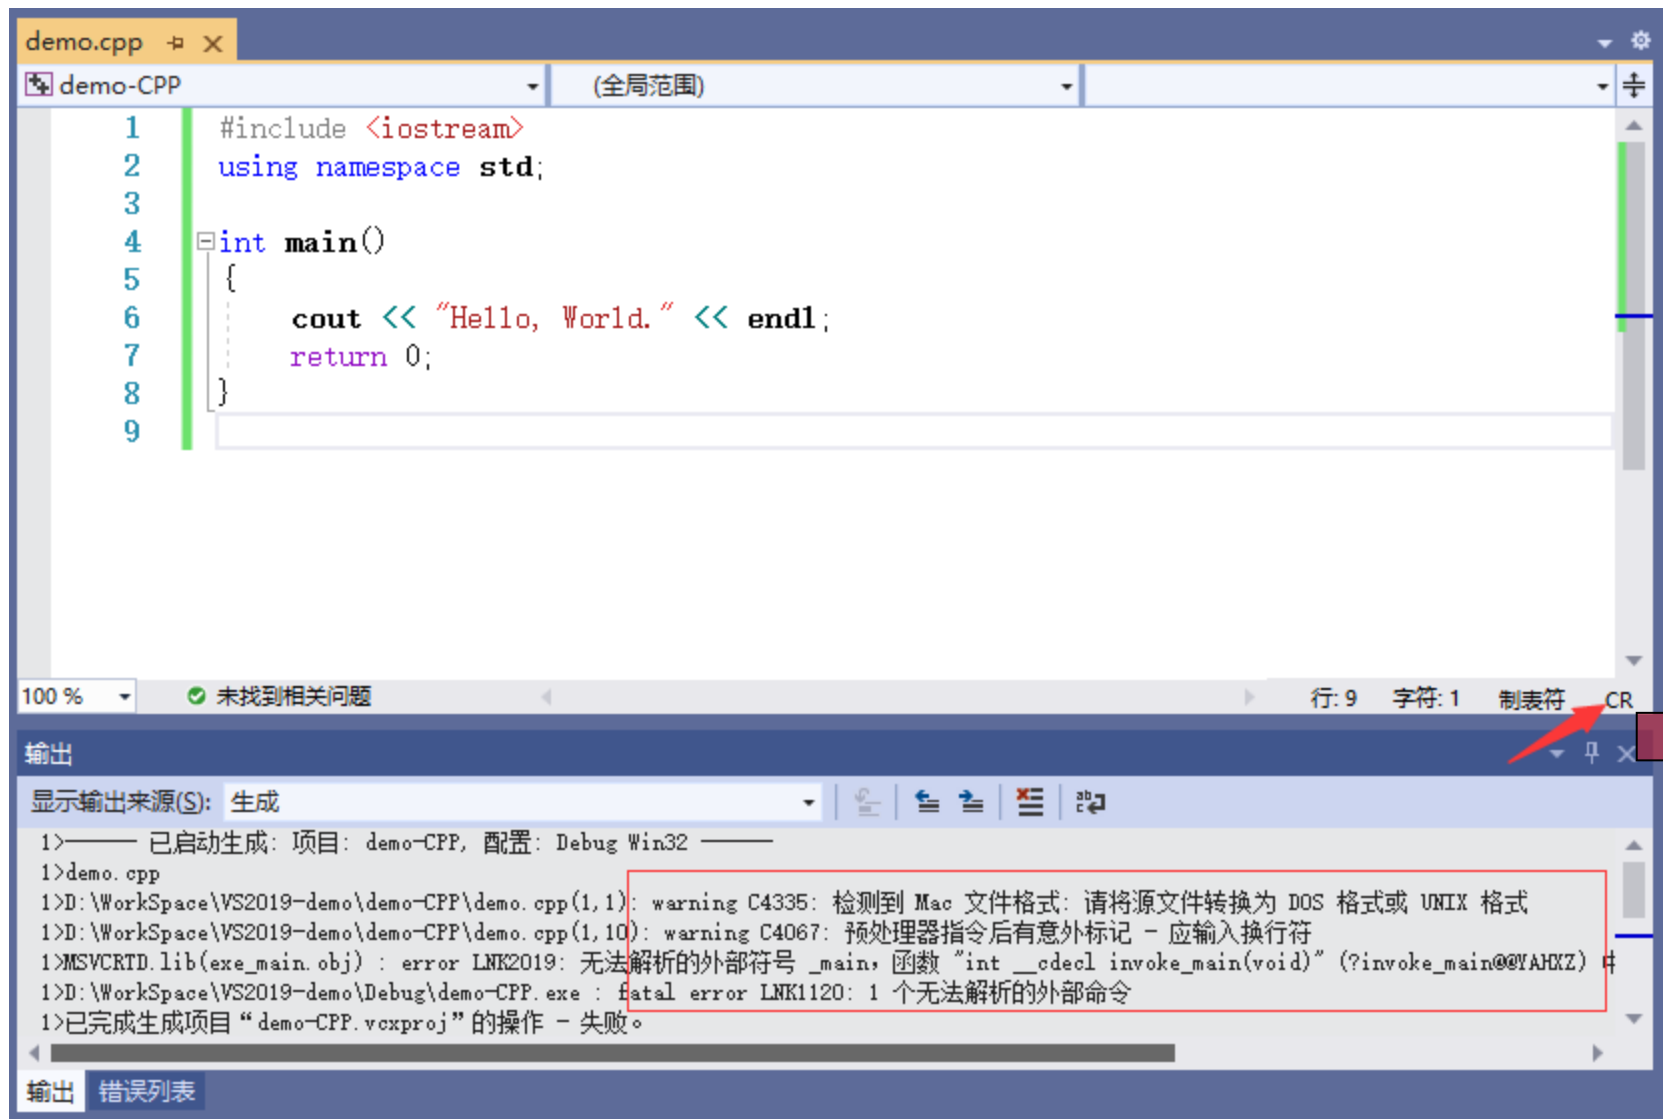 demo.cpp
demo-CPP (全局范围)
1 #include <iostream>
2 using namespace std;
3
4 int main()
5 {
6 cout << "Hello, World." << endl;
7 return 0;
8 }
9
100 % 未找到相关问题 行: 9 字符: 1 制表符 CR
输出
显示输出来源(S): 生成
1>------ 已启动生成: 项目: demo-CPP, 配置: Debug Win32 ------
1>demo.cpp
1>D:\WorkSpace\VS2019-demo\demo-CPP\demo.cpp(1,1): warning C4335: 检测到 Mac 文件格式: 请将源文件转换为 DOS 格式或 UNIX 格式
1>D:\WorkSpace\VS2019-demo\demo-CPP\demo.cpp(1,10): warning C4067: 预处理器指令后有意外标记 - 应输入换行符
1>MSVCRTD.lib(exe_main.obj) : error LNK2019: 无法解析的外部符号 _main，函数 "int __cdecl invoke_main(void)" (?invoke_main@@YAHXZ)
1>D:\WorkSpace\VS2019-demo\Debug\demo-CPP.exe : fatal error LNK1120: 1 个无法解析的外部命令
1>已完成生成项目“demo-CPP.vcxproj”的操作 - 失败。
输出 错误列表